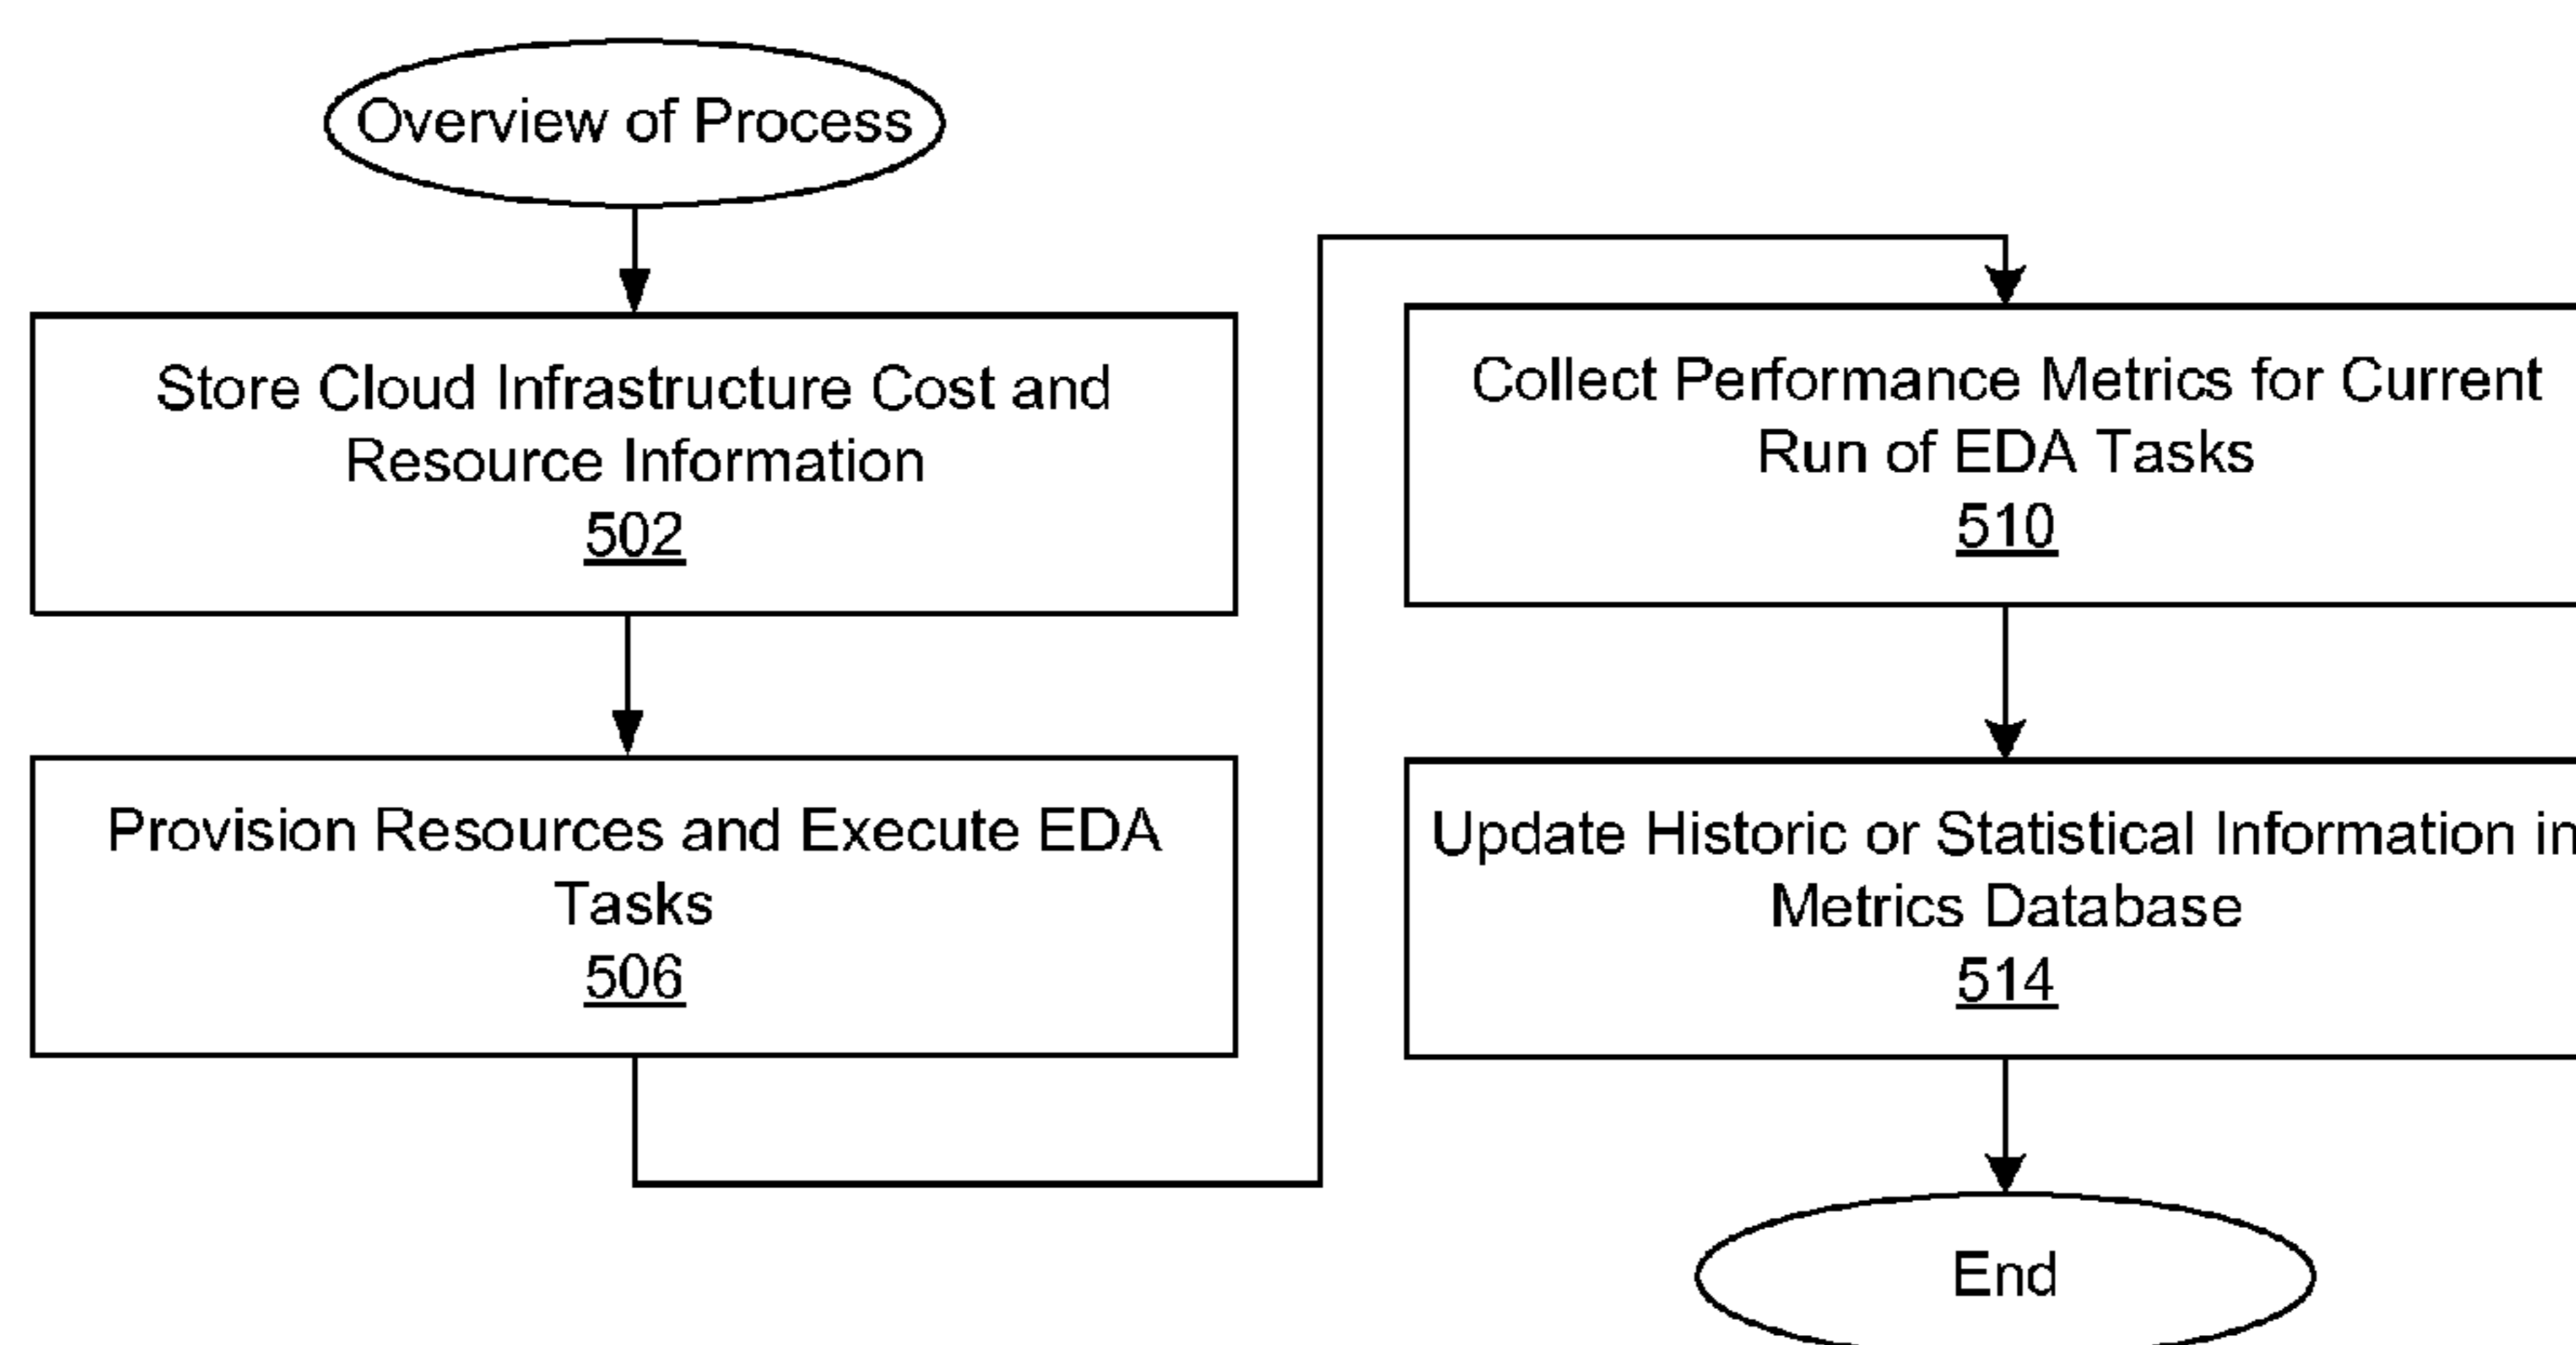 Overview of Process
Store Cloud Infrastructure Cost and
Resource Information
502
Provision Resources and Execute EDA
Tasks
506
Collect Performance Metrics for Current
Run of EDA Tasks
510
Update Historic or Statistical Information in
Metrics Database
514
End